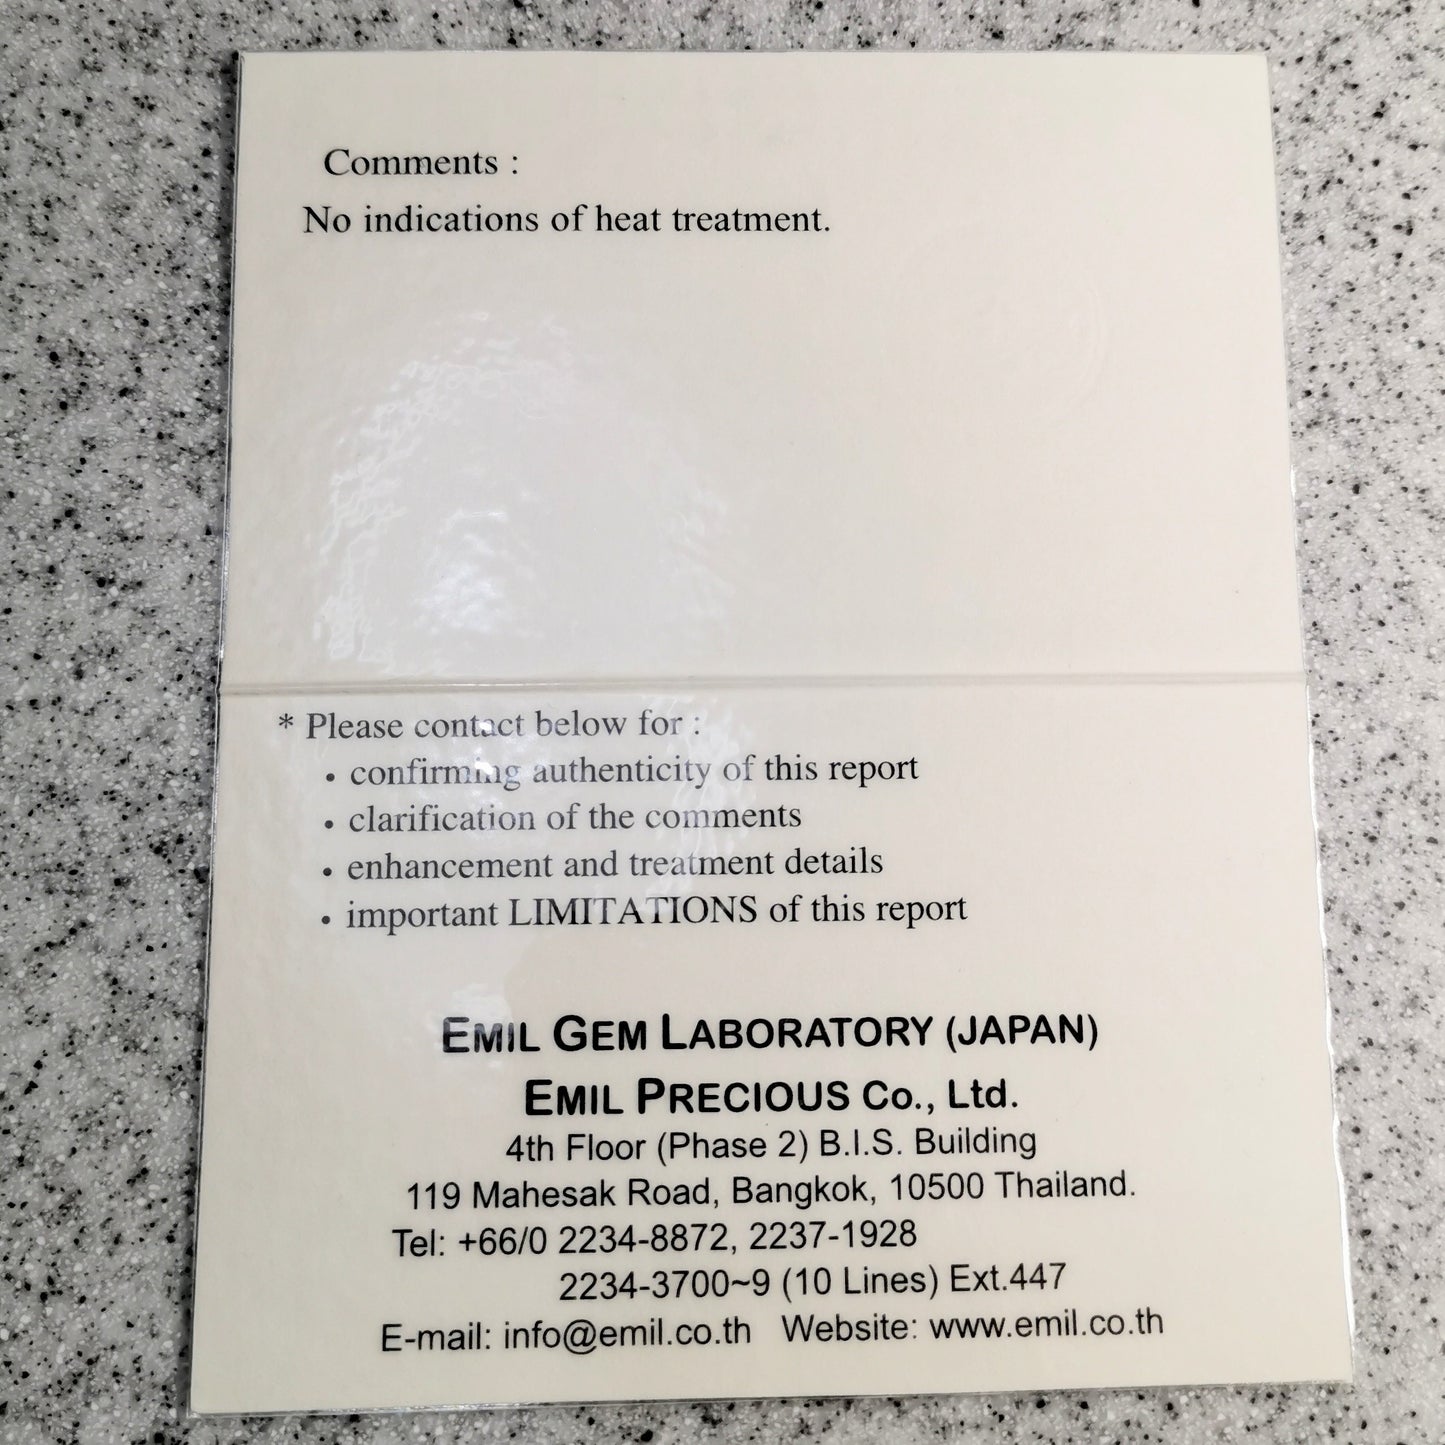 Comments :
No indications of heat treatment.
* Please contact below for :
• confirming authenticity of this report
• clarification of the comments
• enhancement and treatment details
• important LIMITATIONS of this report
EMIL GEM LABORATORY (JAPAN)
EMIL PRECIOUS Co., Ltd.
4th Floor (Phase 2) B.I.S. Building
119 Mahesak Road, Bangkok, 10500 Thailand.
Tel: +66/0 2234-8872, 2237-1928
2234-3700~9 (10 Lines) Ext.447
E-mail: info@emil.co.th Website: www.emil.co.th